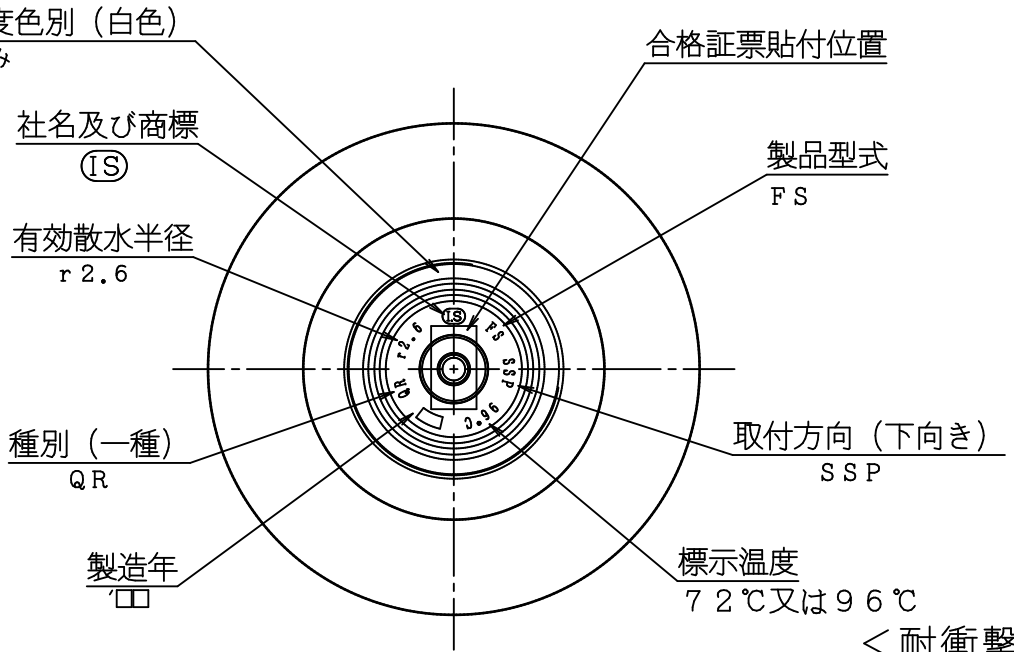 度色別（白色）
み
合格証票貼付位置
社名及び商標
IS
製品型式
FS
有効散水半径
r2.6
IS
FS
r2.6
SSP
QR
96℃
種別（一種）
QR
取付方向（下向き）
SSP
製造年
'□□
標示温度
72℃又は96℃
＜耐衝撃